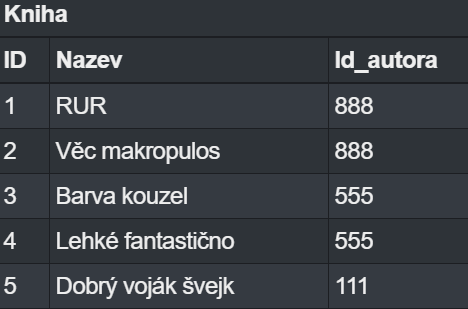 Kniha
ID Nazev Id_autora
1 RUR 888
2 Věc makropulos 888
3 Barva kouzel 555
4 Lehké fantastično 555
5 Dobrý voják švejk 111